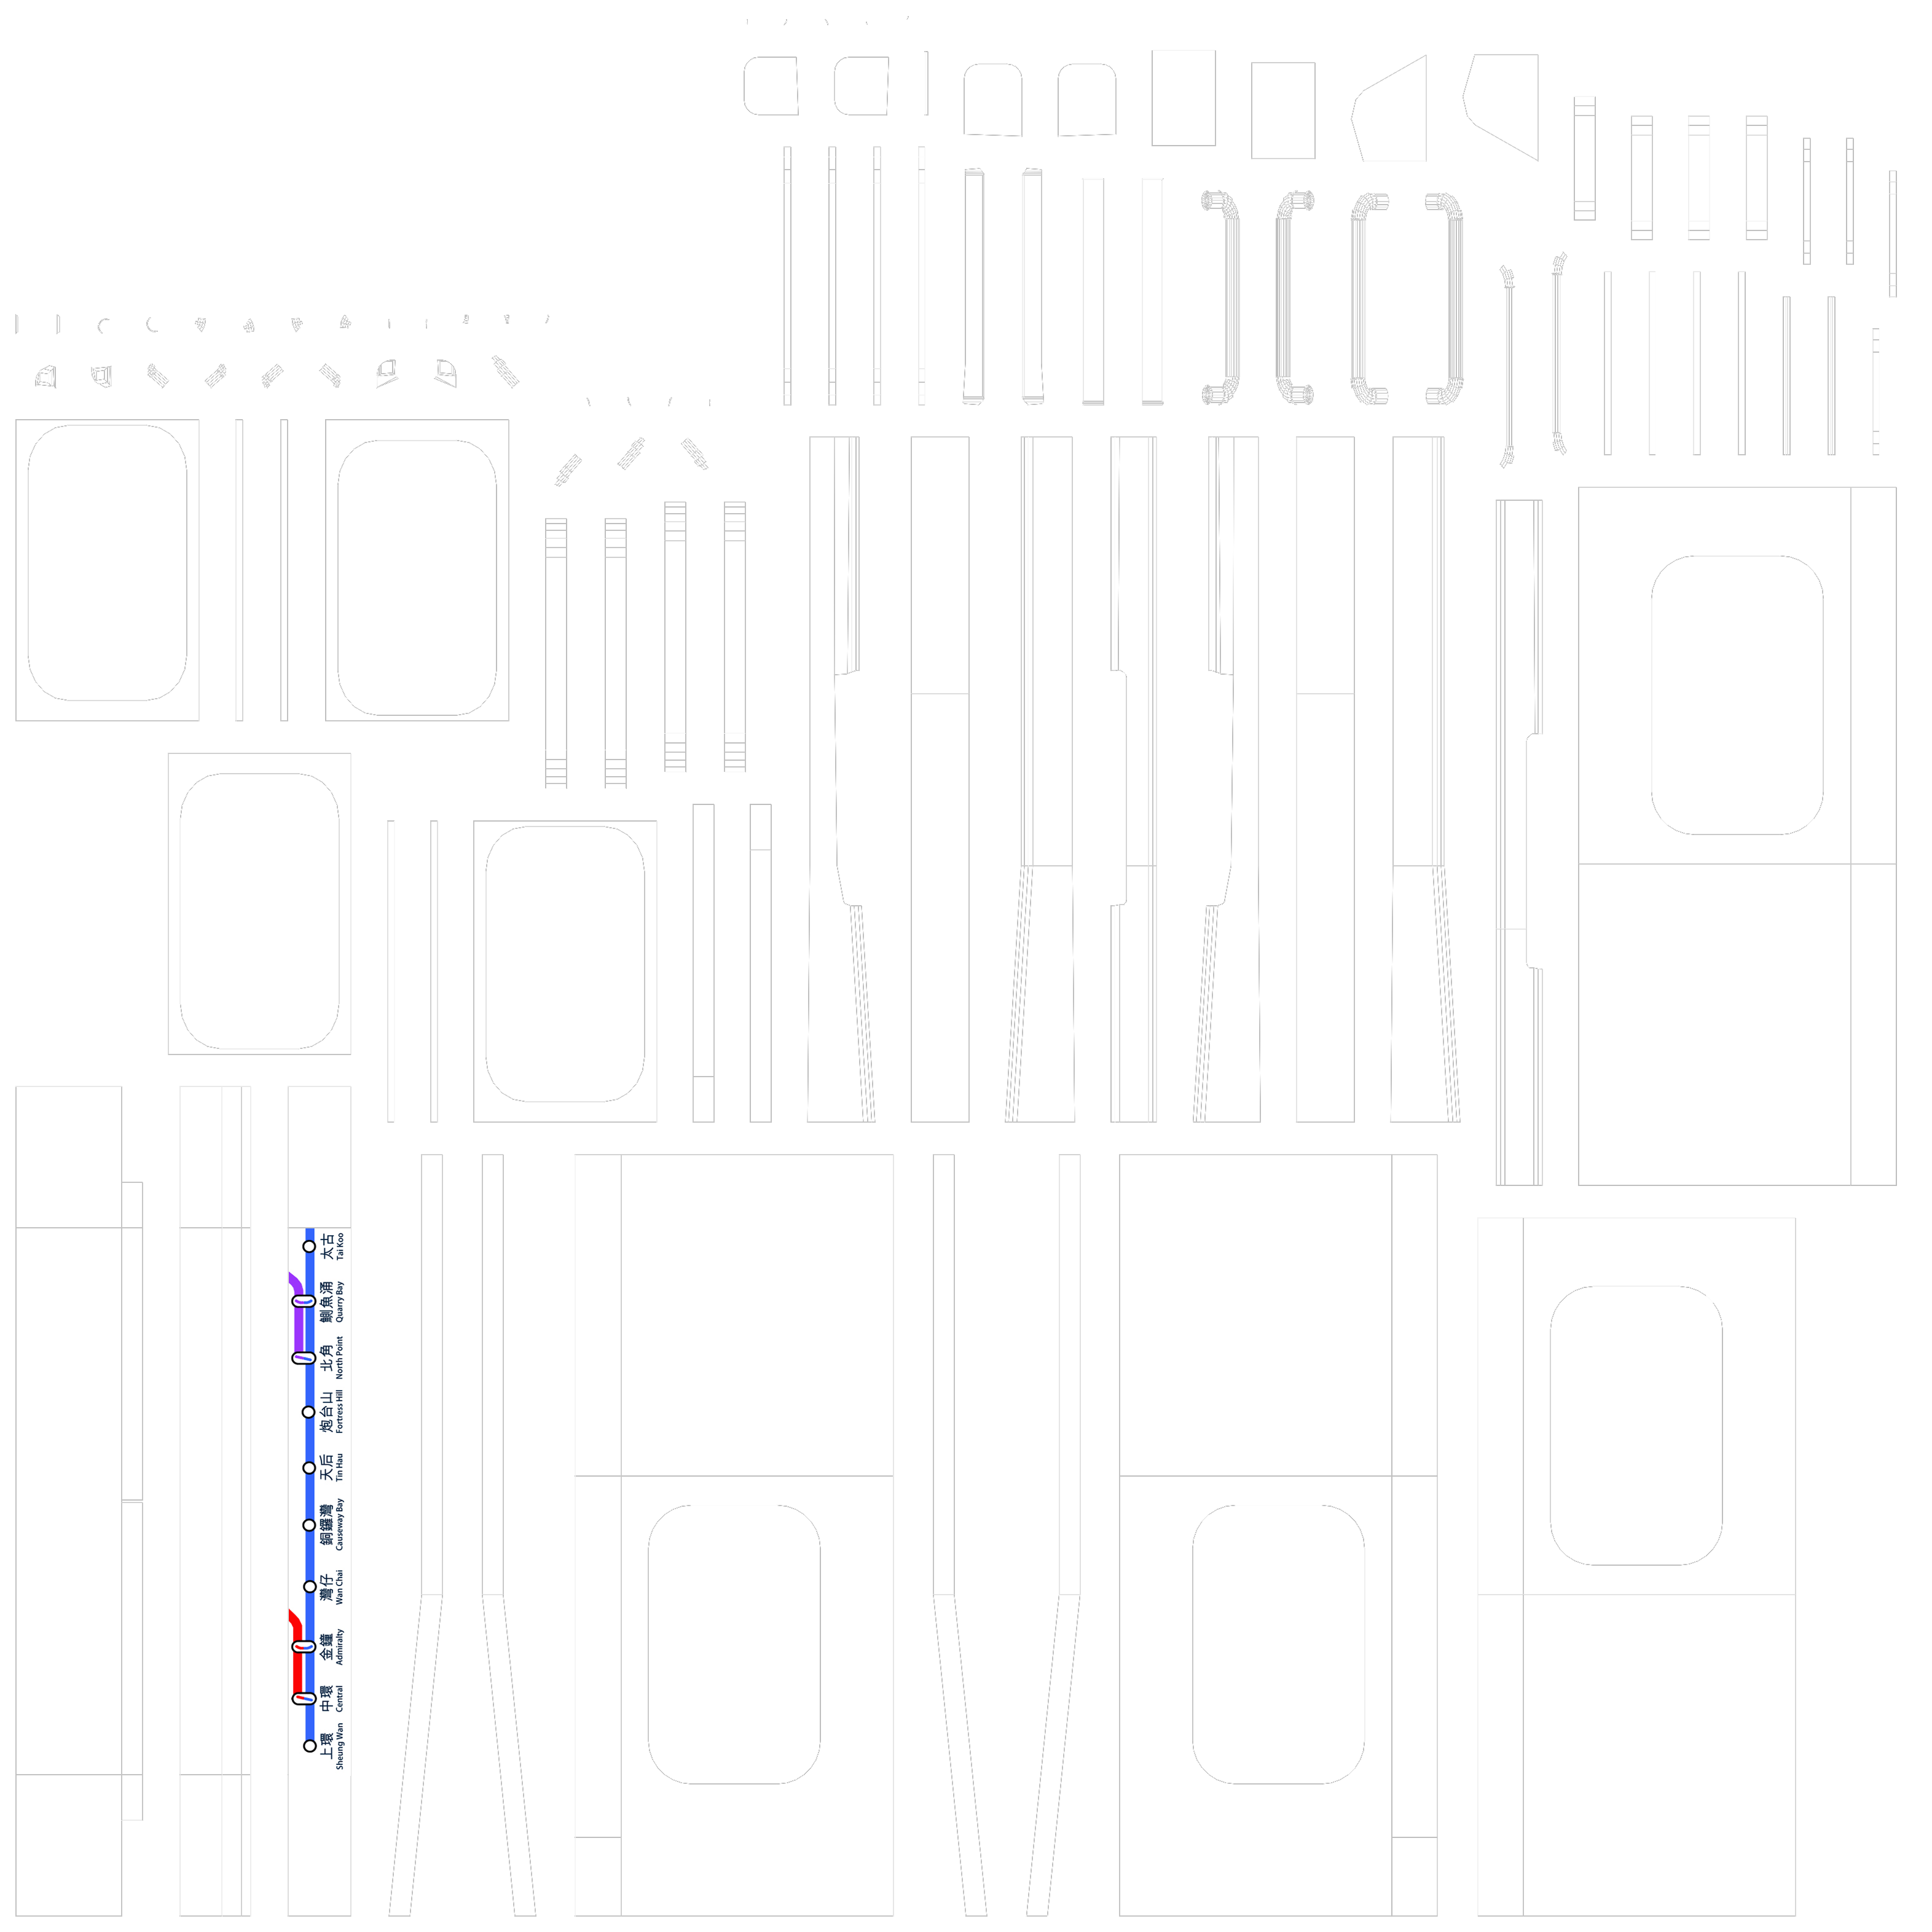 上環
Sheung Wan
中環
Central
金鐘
Admiralty
灣仔
Wan Chai
銅鑼灣
Causeway Bay
天后
Tin Hau
炮台山
Fortress Hill
北角
North Point
鰂魚涌
Quarry Bay
太古
Tai Koo